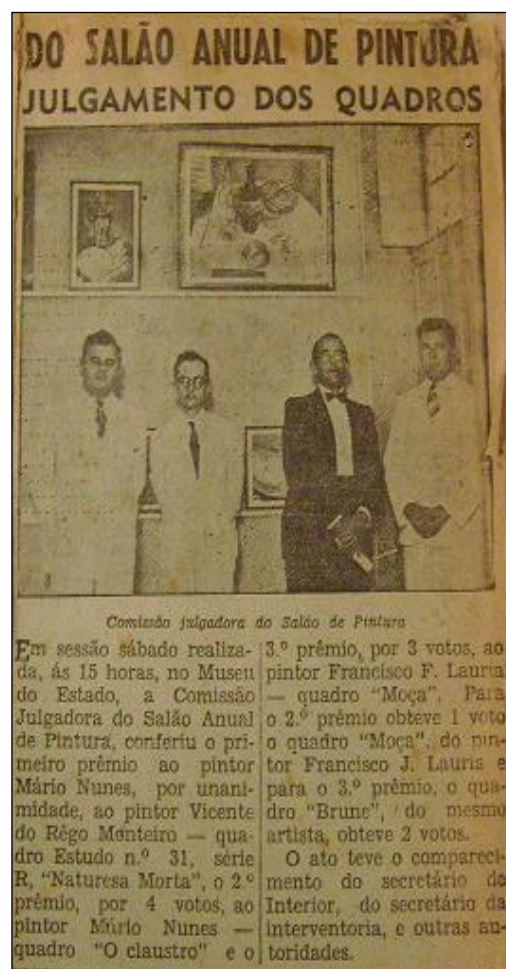 DO SALÃO ANUAL DE PINTURA
JULGAMENTO DOS QUADROS
Comissão julgadora do Salão de Pintura
Em sessão sábado realiza-
da, ás 15 horas, no Museu
do Estado, a Comissão
Julgadora do Salão Anual
de Pintura, conferiu o pri-
meiro prêmio ao pintor
Mário Nunes, por unani-
midade, ao pintor Vicente
do Rêgo Monteiro — qua-
dro Estudo n.º 31, série
R, "Naturesa Morta", o 2.º
prêmio, por 4 votos, ao
pintor Mário Nunes —
quadro "O claustro" e o
3.º prêmio, por 3 votos, ao
pintor Francisco F. Lauria
— quadro "Moça". Para
o 2.º prêmio obteve 1 voto
o quadro "Moça", do pin-
tor Francisco J. Lauris e
para o 3.º prêmio, o qua-
dro "Brune", do mesmo
artista, obteve 2 votos.
O ato teve o compareci-
mento do secretário do
Interior, do secretário da
interventoria, e outras au-
toridades.